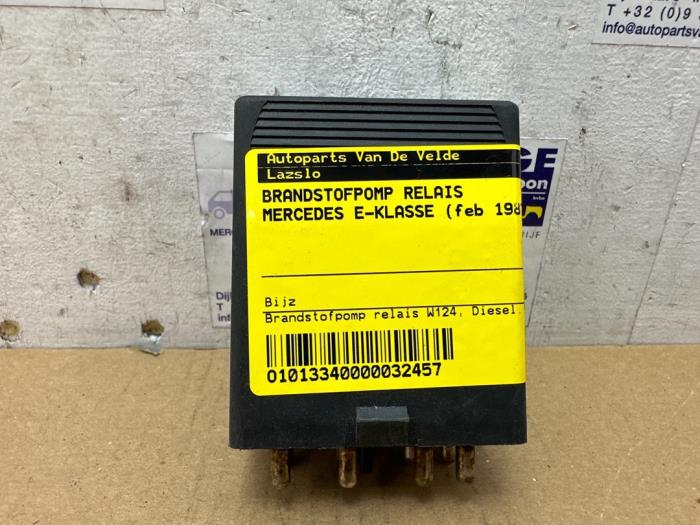 T +32 (0)9
info@autopartsv
Autoparts Van De Velde
Lazslo
BRANDSTOFPOMP RELAIS
MERCEDES E-KLASSE (feb 198
Bijz
Brandstofpomp relais W124, Diesel.
01013340000032457